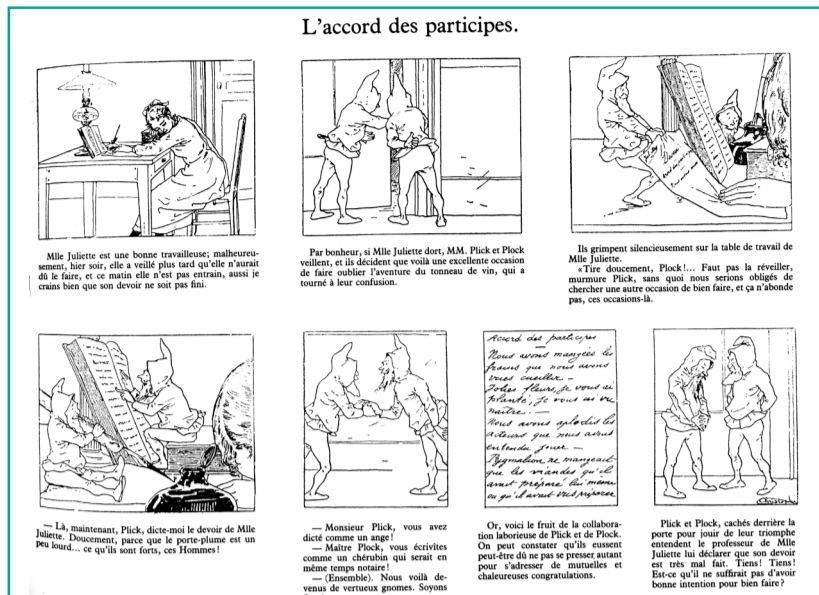 L'accord des participes.
Mlle Juliette est une bonne travailleuse; malheureu-
sement, hier soir, elle a veillé plus tard qu'elle n'aurait
dû le faire, et ce matin elle n'est pas entrain, aussi je
crains bien que son devoir ne soit pas fini.
Par bonheur, si Mlle Juliette dort, MM. Plick et Plock
veillent, et ils décident que voilà une excellente occasion
de faire oublier l'aventure du tonneau de vin, qui a
tourné à leur confusion.
Ils grimpent silencieusement sur la table de travail de
Mlle Juliette.
«Tire doucement, Plock!... Faut pas la réveiller,
murmure Plick, sans quoi nous serions obligés de
chercher une autre occasion de bien faire, et ça n'abonde
pas, ces occasions-là.
— Là, maintenant, Plick, dicte-moi le devoir de Mlle
Juliette. Doucement, parce que le porte-plume est un
peu lourd... ce qu'ils sont forts, ces Hommes!
— Monsieur Plick, vous avez
dicté comme un ange!
— Maître Plock, vous écrivîtes
comme un chérubin qui serait en
même temps notaire!
— (Ensemble). Nous voilà de-
venus de vertueux gnomes. Soyons
Accord des participes
Nous avons mangées les
fraises que nous avons
vues cueillir —
Jolies fleurs, je vous ai
planté, je vous ai vu
naître. —
Nous avons aplodis les
acteurs que nous avons
entendu jouer —
Pygmalion ne mangeait
que les viandes qu'il
avait préparé lui même
ou qu'il avait vus préparer
Or, voici le fruit de la collabora-
tion laborieuse de Plick et de Plock.
On peut constater qu'ils eussent
peut-être dû ne pas se presser autant
pour s'adresser de mutuelles et
chaleureuses congratulations.
Christophe
Plick et Plock, cachés derrière la
porte pour jouir de leur triomphe
entendent le professeur de Mlle
Juliette lui déclarer que son devoir
est très mal fait. Tiens! Tiens!
Est-ce qu'il ne suffirait pas d'avoir
bonne intention pour bien faire?